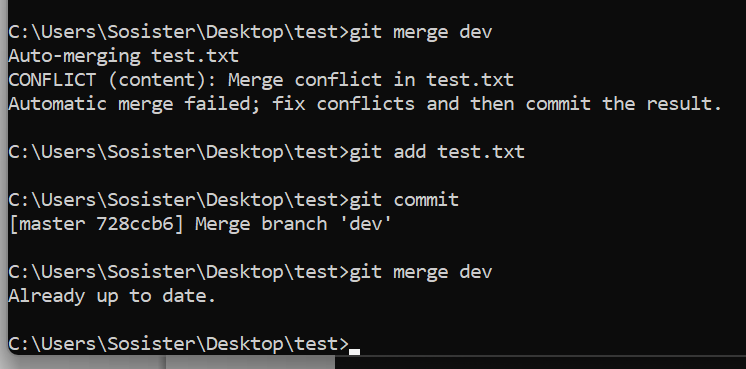 C:\Users\Sosister\Desktop\test>git merge dev
Auto-merging test.txt
CONFLICT (content): Merge conflict in test.txt
Automatic merge failed; fix conflicts and then commit the result.
C:\Users\Sosister\Desktop\test>git add test.txt
C:\Users\Sosister\Desktop\test>git commit
[master 728ccb6] Merge branch 'dev'
C:\Users\Sosister\Desktop\test>git merge dev
Already up to date.
C:\Users\Sosister\Desktop\test>